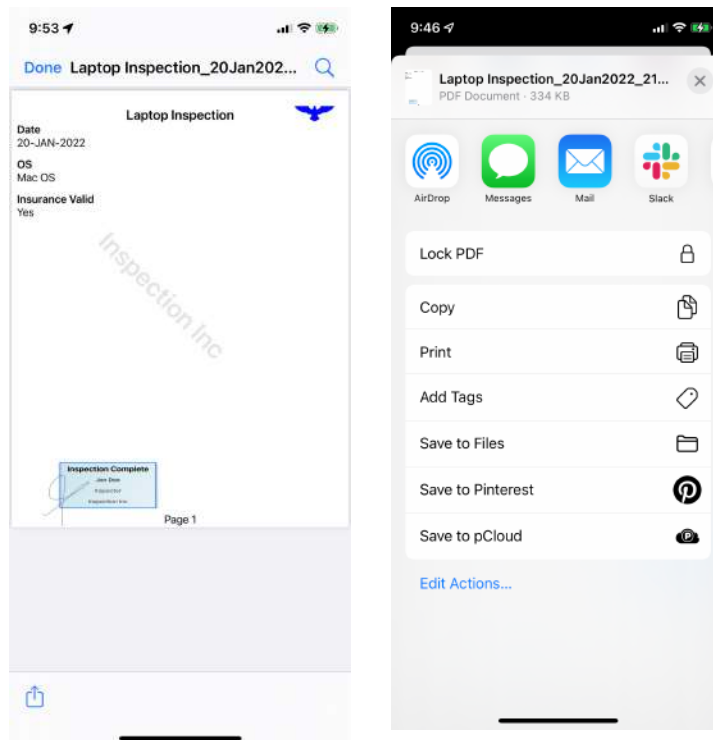 9:53
Done Laptop Inspection_20Jan202...
Laptop Inspection
Date
20-JAN-2022
OS
Mac OS
Insurance Valid
Yes
Inspection Inc
Inspection Complete
Jan Doe
Inspector
Inspection Inc
Page 1
9:46
Laptop Inspection_20Jan2022_21...
PDF Document · 334 KB
AirDrop
Messages
Mail
Slack
Lock PDF
Copy
Print
Add Tags
Save to Files
Save to Pinterest
Save to pCloud
Edit Actions...